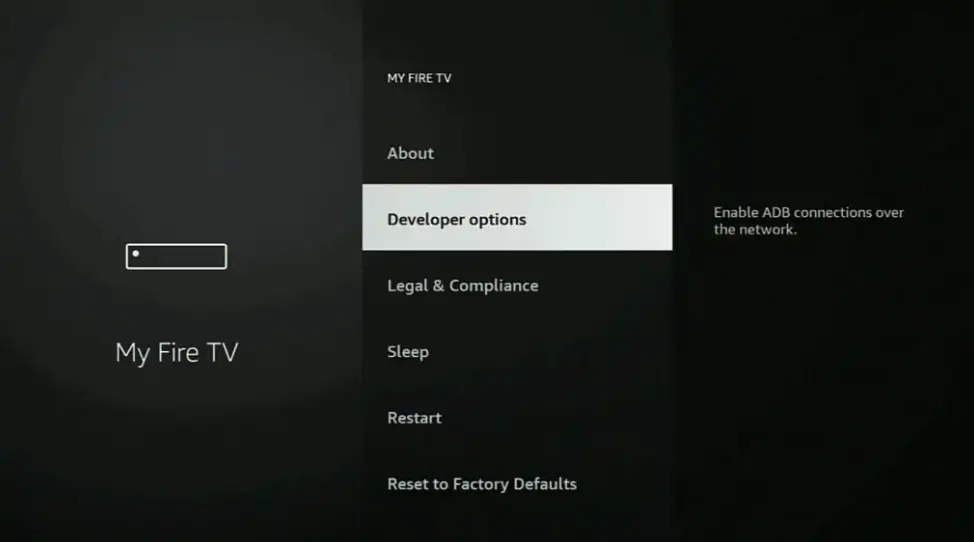 MY FIRE TV
About
Developer options
Enable ADB connections over
the network.
Legal & Compliance
Sleep
My Fire TV
Restart
Reset to Factory Defaults